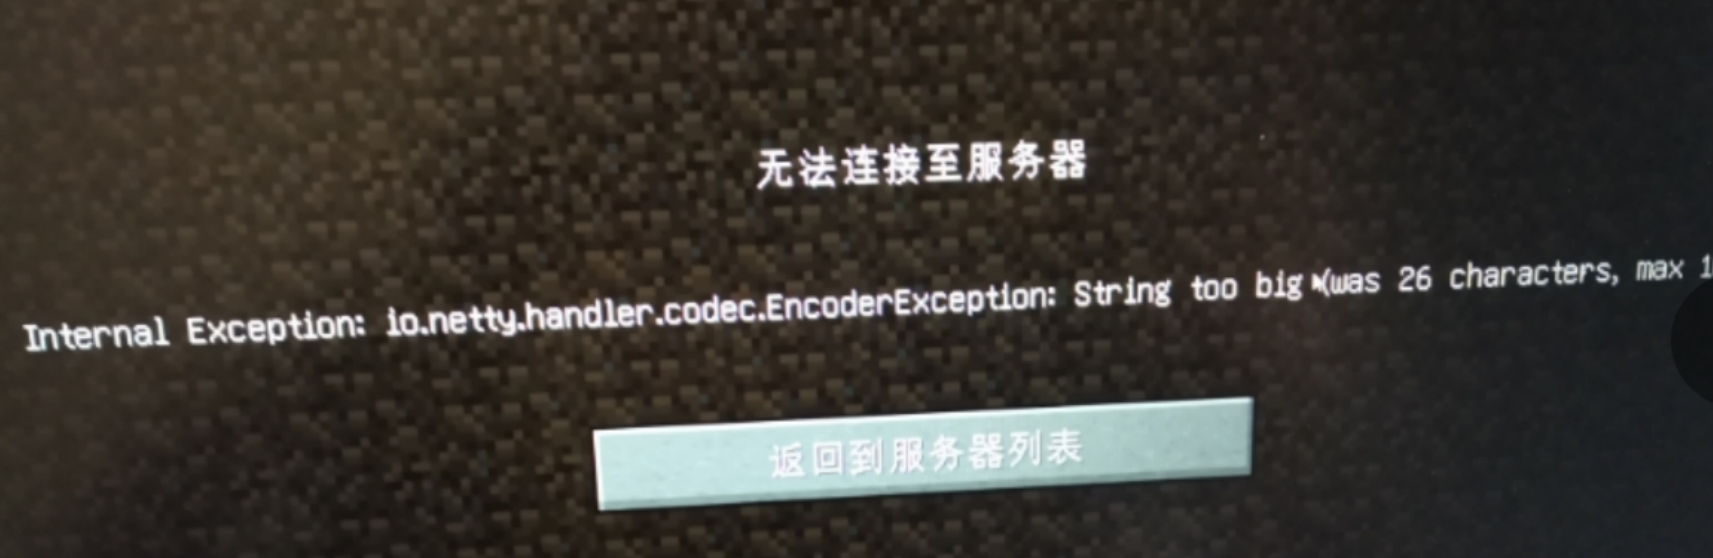 无法连接至服务器
Internal Exception: io.netty.handler.codec.EncoderException: String too big (was 26 characters, max
返回到服务器列表